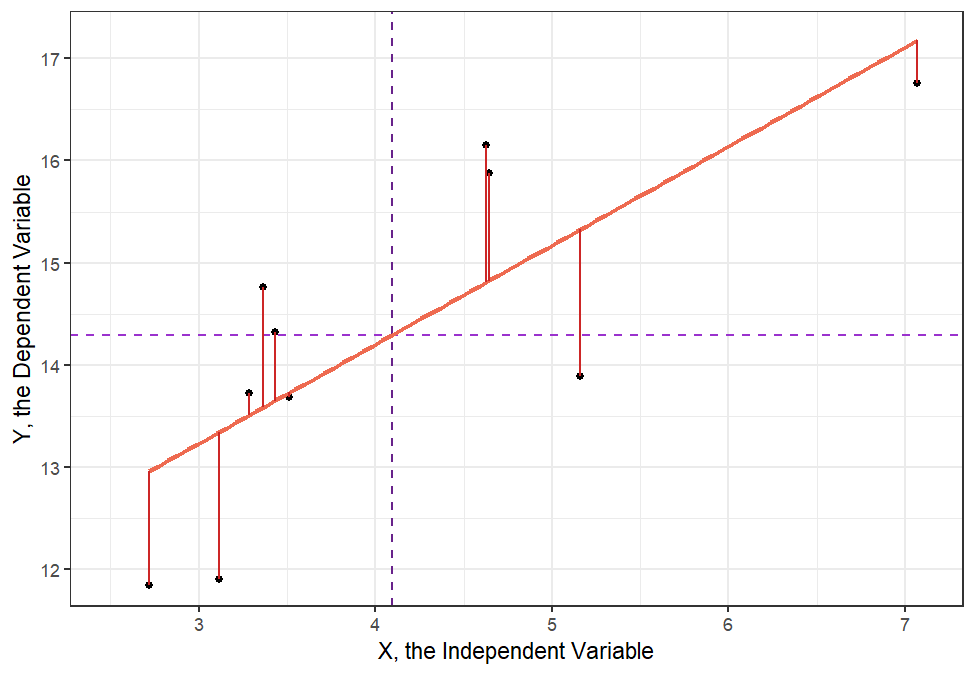 17
16
15
14
13
12
Y, the Dependent Variable
3 4 5 6 7
X, the Independent Variable